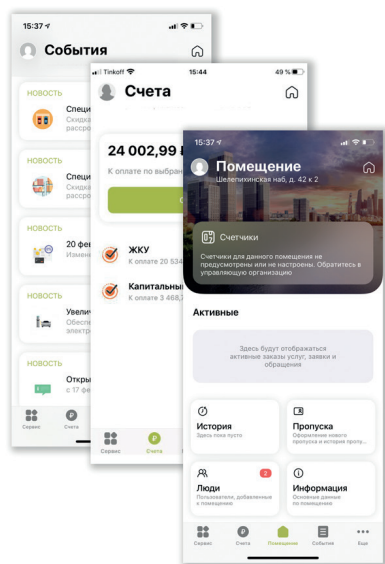 15:37
События
НОВОСТЬ
Специ
Скидка
рассро
НОВОСТЬ
Специ
Скидка
рассро
НОВОСТЬ
20 фев
Измене
НОВОСТЬ
Увелич
Обеспе
электр
НОВОСТЬ
Откры
с 17 фе
Сервис
Счета
Tinkoff
15:44
49 %
Счета
24 002,99
К оплате по выбран
ЖКУ
К оплате 20 534
Капитальны
К оплате 3 468,
Сервис
Счета
15:37
Помещение
Шелепихинская наб, д. 42 к 2
Счетчики
Счетчики для данного помещения не
предусмотрены или не настроены. Обратитесь в
управляющую организацию
Активные
Здесь будут отображаться
активные заказы услуг, заявки и
обращения
История
Здесь пока пусто
Пропуска
Оформление нового
пропуска и история пропу...
2
Люди
Пользователи, добавленные
к помещению
Информация
Основные данные
по помещению
Сервис
Счета
Помещение
События
Еще